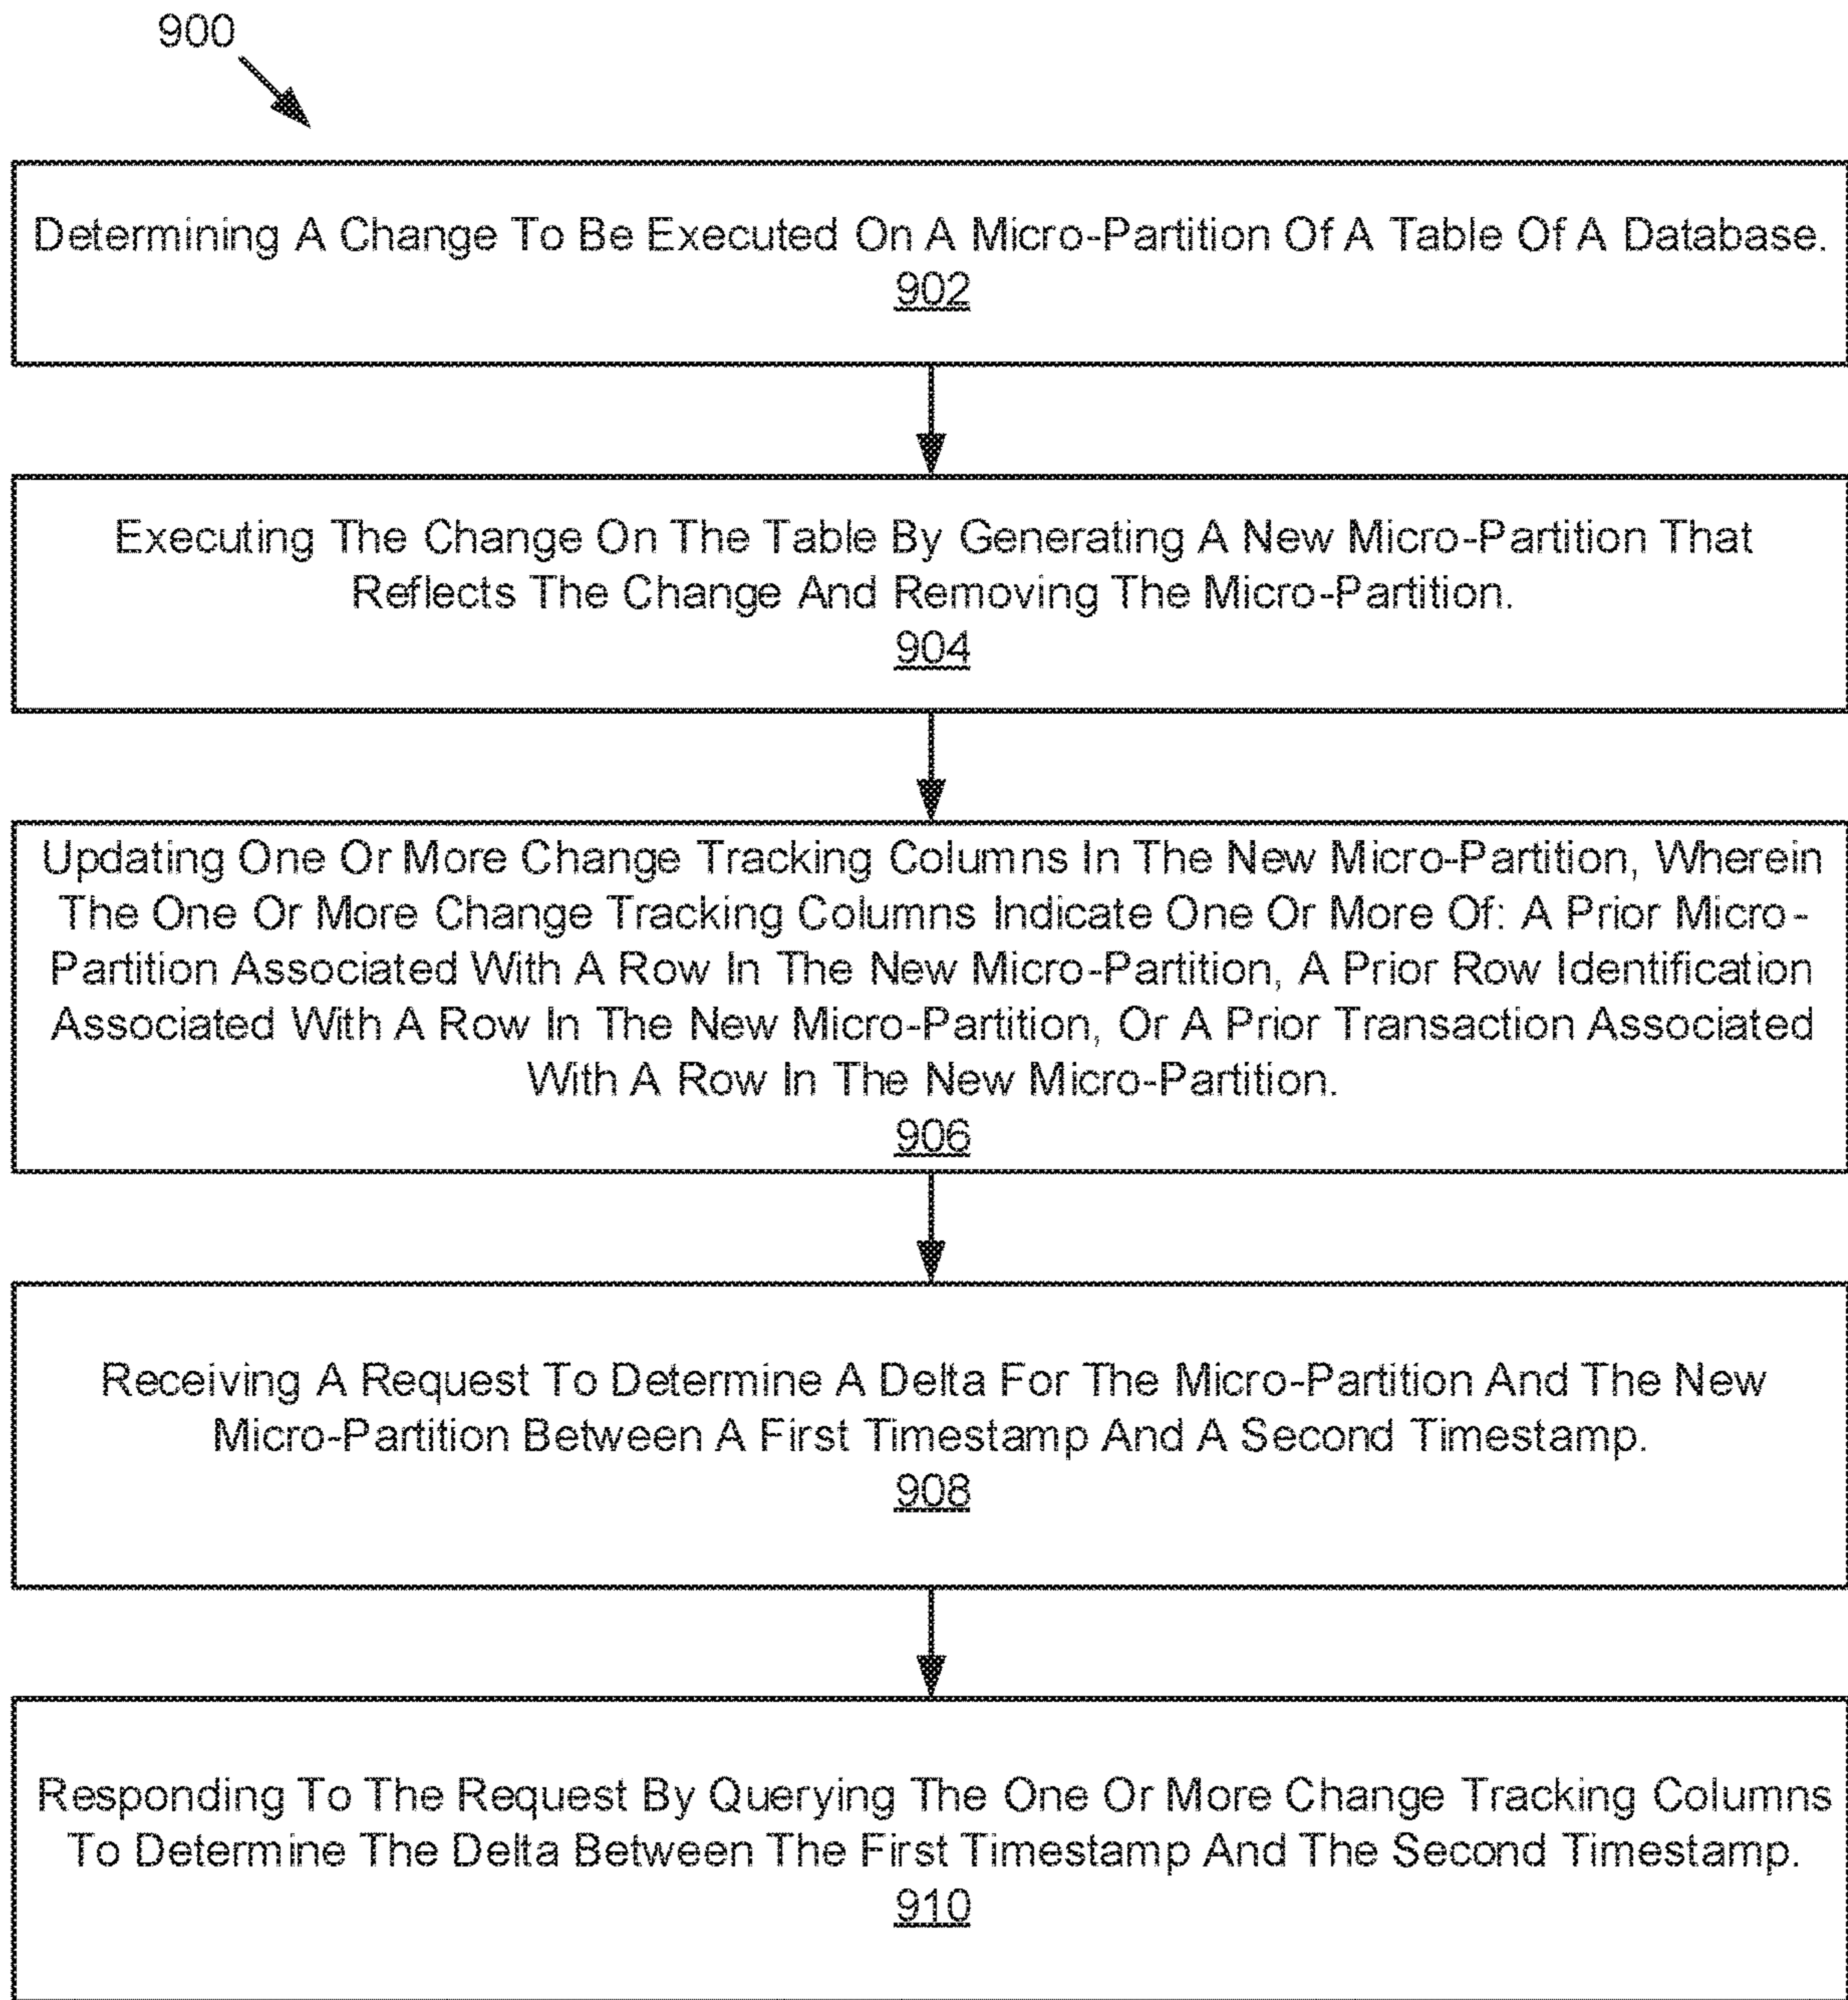 900
Determining A Change To Be Executed On A Micro-Partition Of A Table Of A Database.
902
Executing The Change On The Table By Generating A New Micro-Partition That
Reflects The Change And Removing The Micro-Partition.
904
Updating One Or More Change Tracking Columns In The New Micro-Partition, Wherein
The One Or More Change Tracking Columns Indicate One Or More Of: A Prior Micro-
Partition Associated With A Row In The New Micro-Partition, A Prior Row Identification
Associated With A Row In The New Micro-Partition, Or A Prior Transaction Associated
With A Row In The New Micro-Partition.
906
Receiving A Request To Determine A Delta For The Micro-Partition And The New
Micro-Partition Between A First Timestamp And A Second Timestamp.
908
Responding To The Request By Querying The One Or More Change Tracking Columns
To Determine The Delta Between The First Timestamp And The Second Timestamp.
910